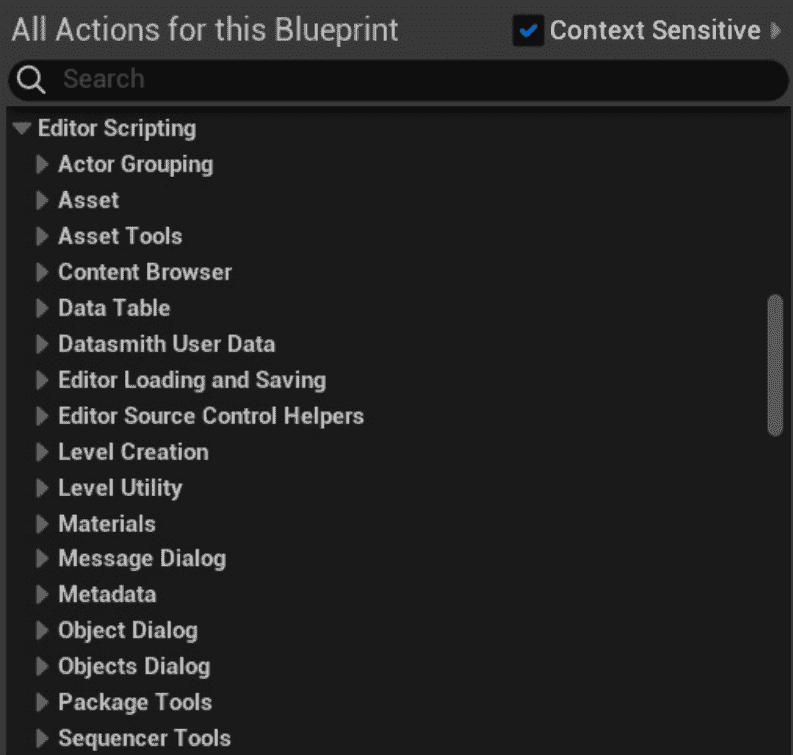 All Actions for this Blueprint Context Sensitive
Search
Editor Scripting
Actor Grouping
Asset
Asset Tools
Content Browser
Data Table
Datasmith User Data
Editor Loading and Saving
Editor Source Control Helpers
Level Creation
Level Utility
Materials
Message Dialog
Metadata
Object Dialog
Objects Dialog
Package Tools
Sequencer Tools